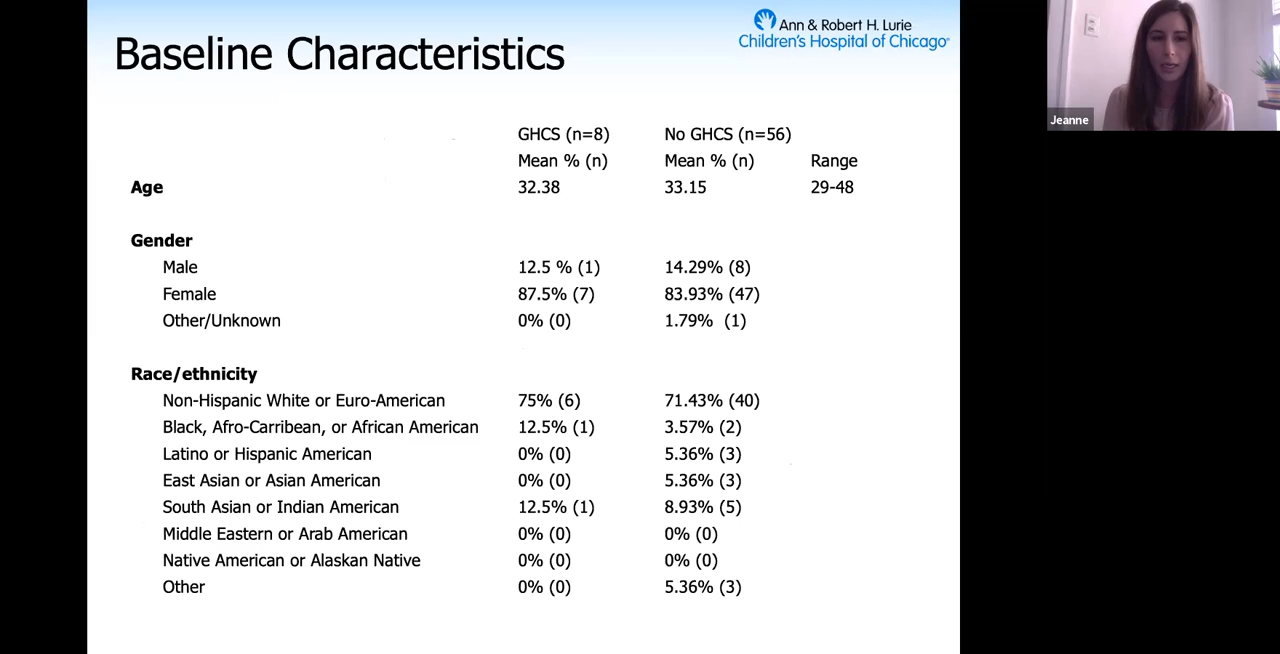 Ann & Robert H. Lurie
Children's Hospital of Chicago®
Baseline Characteristics
Jeanne
GHCS (n=8) No GHCS (n=56)
Mean % (n) Mean % (n) Range
Age 32.38 33.15 29-48
Gender
Male 12.5 % (1) 14.29% (8)
Female 87.5% (7) 83.93% (47)
Other/Unknown 0% (0) 1.79% (1)
Race/ethnicity
Non-Hispanic White or Euro-American 75% (6) 71.43% (40)
Black, Afro-Carribean, or African American 12.5% (1) 3.57% (2)
Latino or Hispanic American 0% (0) 5.36% (3)
East Asian or Asian American 0% (0) 5.36% (3)
South Asian or Indian American 12.5% (1) 8.93% (5)
Middle Eastern or Arab American 0% (0) 0% (0)
Native American or Alaskan Native 0% (0) 0% (0)
Other 0% (0) 5.36% (3)